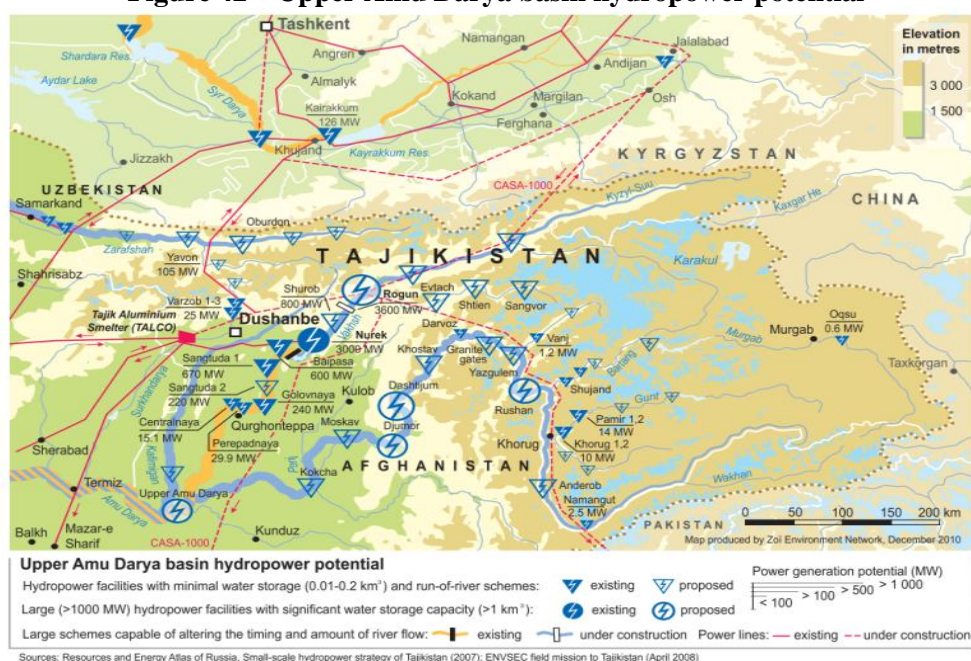 Figure 42 – Upper Amu Darya basin hydropower potential
Tashkent
Elevation
in metres
3 000
1 500
Shardara Res.
Aydar Lake
Syr Darya
Angren
Almalyk
Namangan
Jalalabad
Andijan
Kairakkum
126 MW
Kokand
Margilan
Ferghana
Osh
Khujand
Kayrakkum Res.
Jizzakh
KYRGYZSTAN
CASA-1000
Kyzyl-Suu
Kaxgar He
CHINA
UZBEKISTAN
Samarkand
Oburdon
Zarafshan
Yavon
105 MW
TAJIKISTAN
Karakul
Shahrisabz
Varzob 1-3
25 MW
Shurob
800 MW
Rogun
3600 MW
Evtach
Shtien
Sangvor
Tajik Aluminium
Smelter (TALCO)
Dushanbe
Vakhsh
Nurek
3000 MW
Darvoz
Vanj
1.2 MW
Murgab
Murgab
Oqsu
0.6 MW
Taxkorgan
Sangtuda 1
670 MW
Baipasa
600 MW
Khostav
Granite
gates
Yazgulem
Bartang
Sangtuda 2
220 MW
Golovnaya
240 MW
Kulob
Dashtijum
Rushan
Shujand
Gunt
Surkhandarya
Centralnaya
15.1 MW
Qurghonteppa
Moskav
Djumor
Pamir 1,2
14 MW
Sherabad
Kafirnigan
Perepadnaya
29.9 MW
Panj
Kokcha
AFGHANISTAN
Khorug
Khorug 1,2
10 MW
Wakhan
Termiz
Upper Amu Darya
Amu Darya
Anderob
Namangut
2.5 MW
PAKISTAN
Balkh
Mazar-e
Sharif
CASA-1000
Kunduz
0 50 100 150 200 km
Map produced by Zoï Environment Network, December 2010
Upper Amu Darya basin hydropower potential
Hydropower facilities with minimal water storage (0.01-0.2 km³) and run-of-river schemes: existing proposed
Large (>1000 MW) hydropower facilities with significant water storage capacity (>1 km³): existing proposed
Large schemes capable of altering the timing and amount of river flow: existing under construction Power lines: existing under construction
Power generation potential (MW)
< 100 > 100 > 500 > 1 000
Sources: Resources and Energy Atlas of Russia, Small-scale hydropower strategy of Tajikistan (2007); ENVSEC field mission to Tajikistan (April 2008)